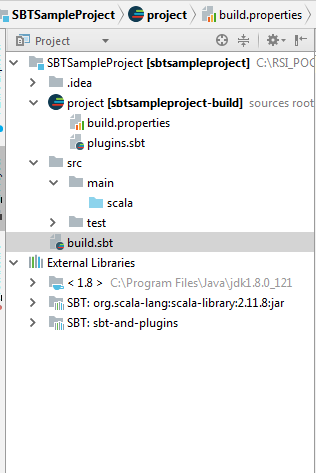 SBTSampleProject project build.properties
Project
SBTSampleProject [sbtsampleproject] C:\RSI_POC
.idea
project [sbtsampleproject-build] sources root
build.properties
plugins.sbt
src
main
scala
test
build.sbt
External Libraries
< 1.8 > C:\Program Files\Java\jdk1.8.0_121
SBT: org.scala-lang:scala-library:2.11.8:jar
SBT: sbt-and-plugins